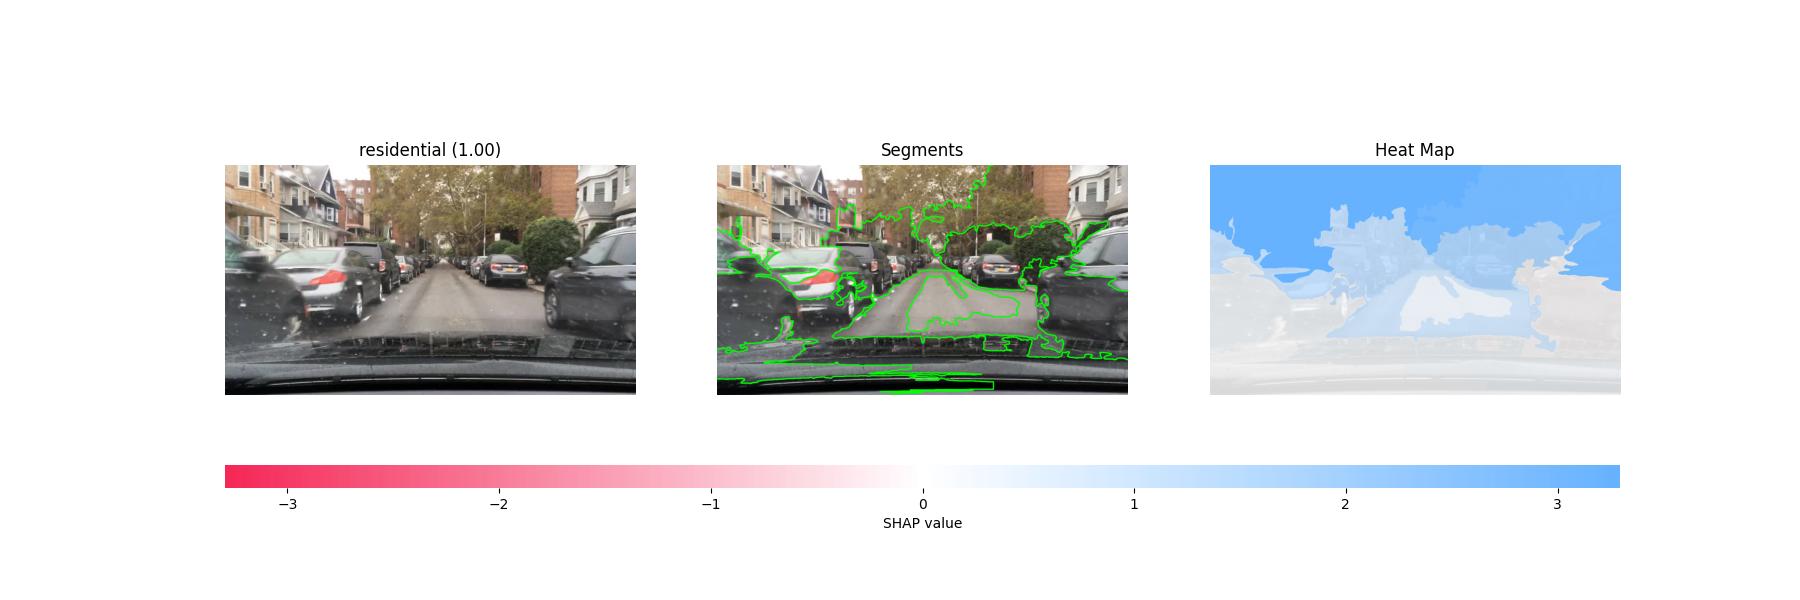 residential (1.00)
Segments
Heat Map
−3
−2
−1
0
1
2
3
SHAP value